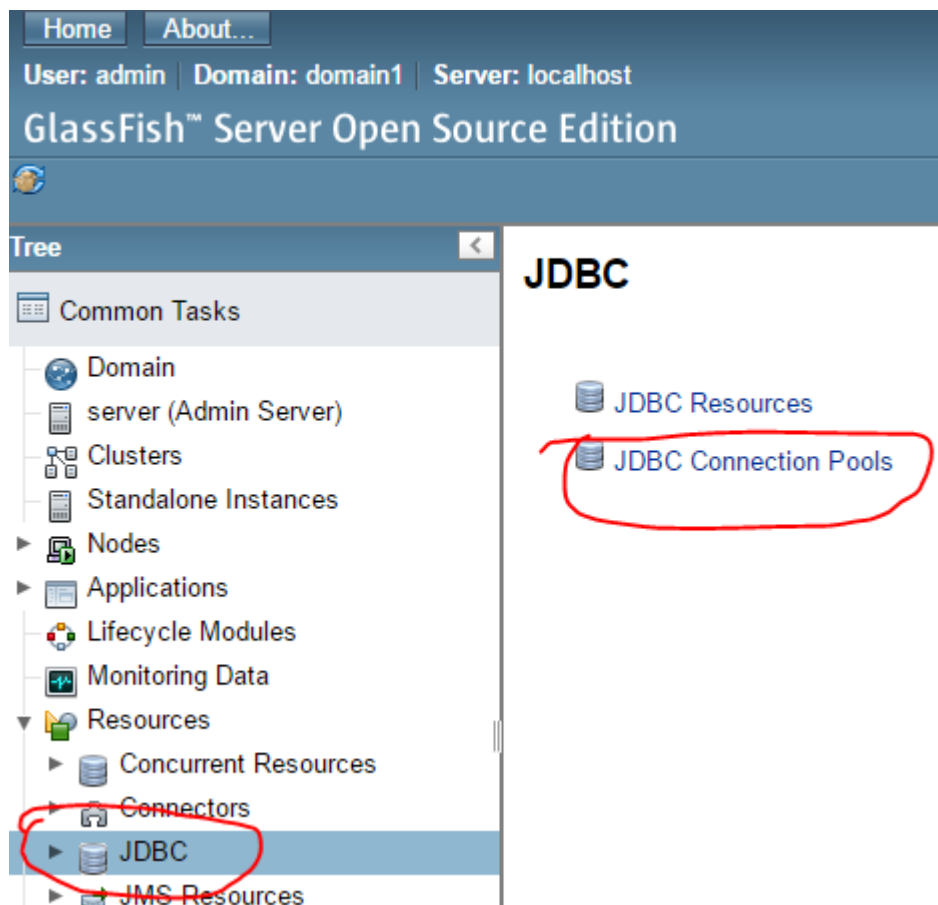 Home About...
User: admin Domain: domain1 Server: localhost
GlassFish™ Server Open Source Edition
Tree
Common Tasks
Domain
server (Admin Server)
Clusters
Standalone Instances
Nodes
Applications
Lifecycle Modules
Monitoring Data
Resources
Concurrent Resources
Connectors
JDBC
JMS Resources
JDBC
JDBC Resources
JDBC Connection Pools